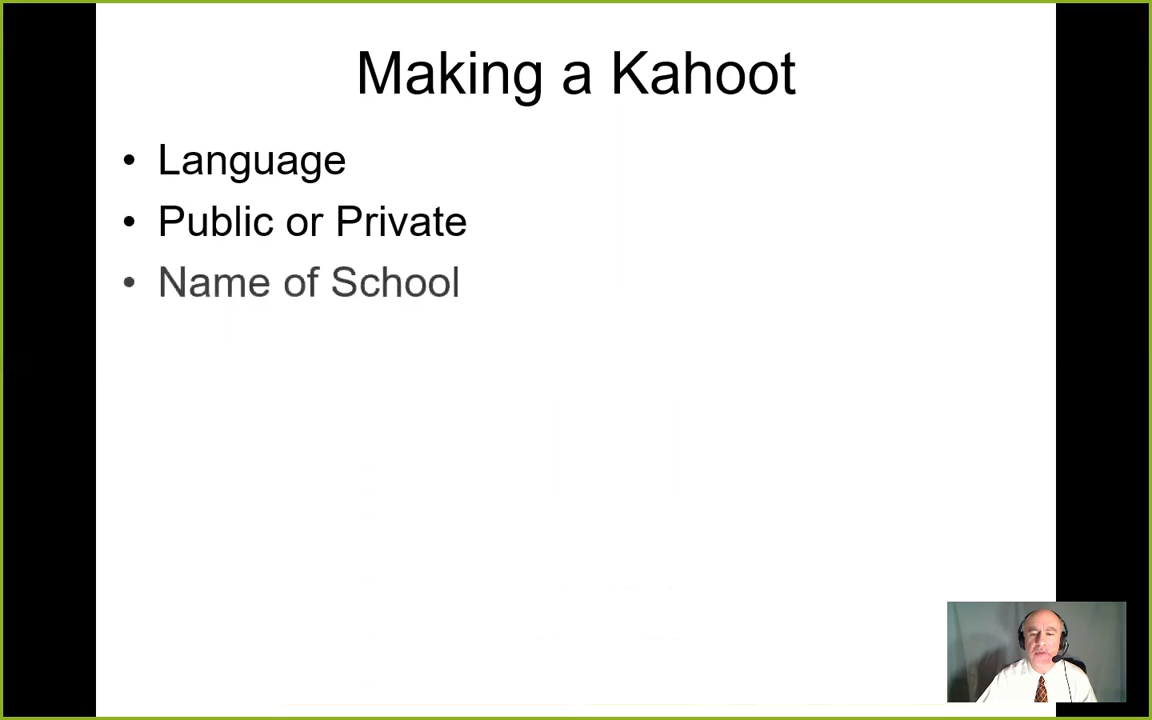 Making a Kahoot
• Language
• Public or Private
• Name of School